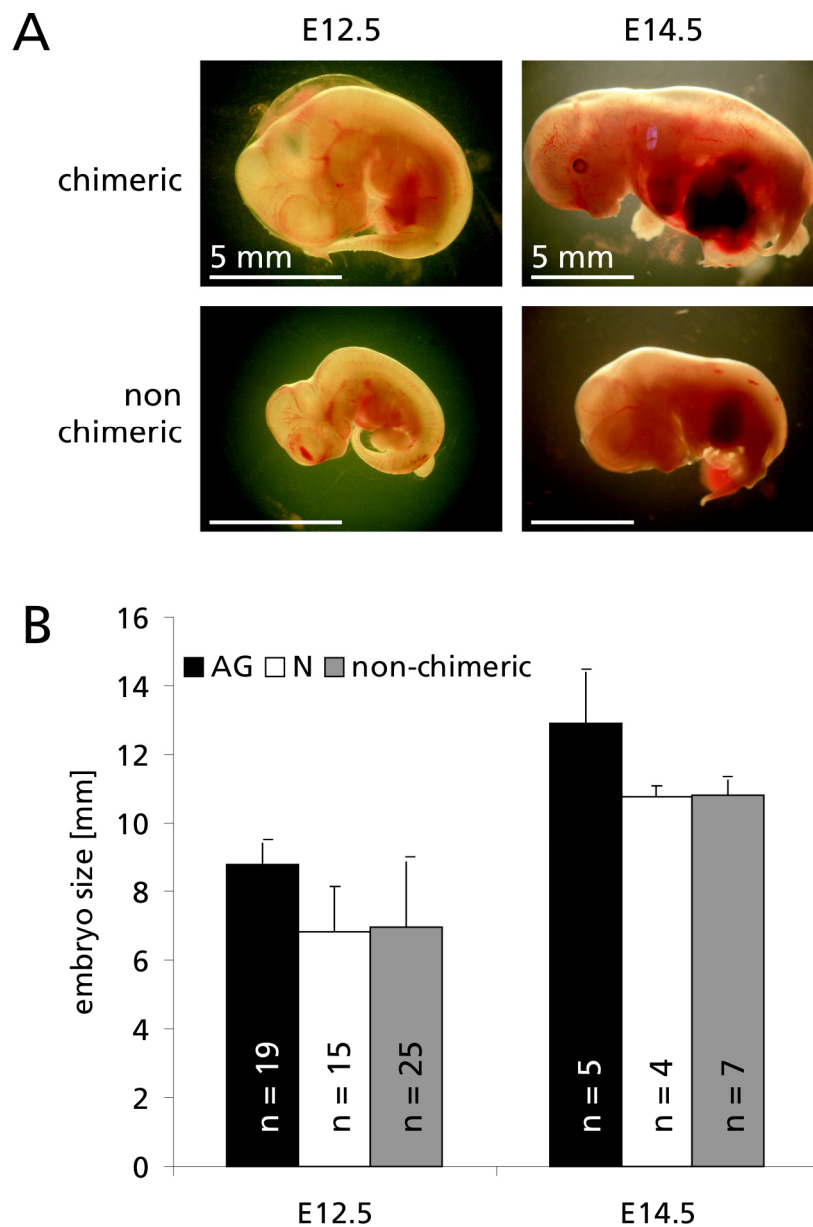 A
E12.5 E14.5
chimeric
5 mm 5 mm
non
chimeric
B
16
14
12
10
8
6
4
2
0
embryo size [mm]
AG N non-chimeric
n = 19 n = 15 n = 25 n = 5 n = 4 n = 7
E12.5 E14.5